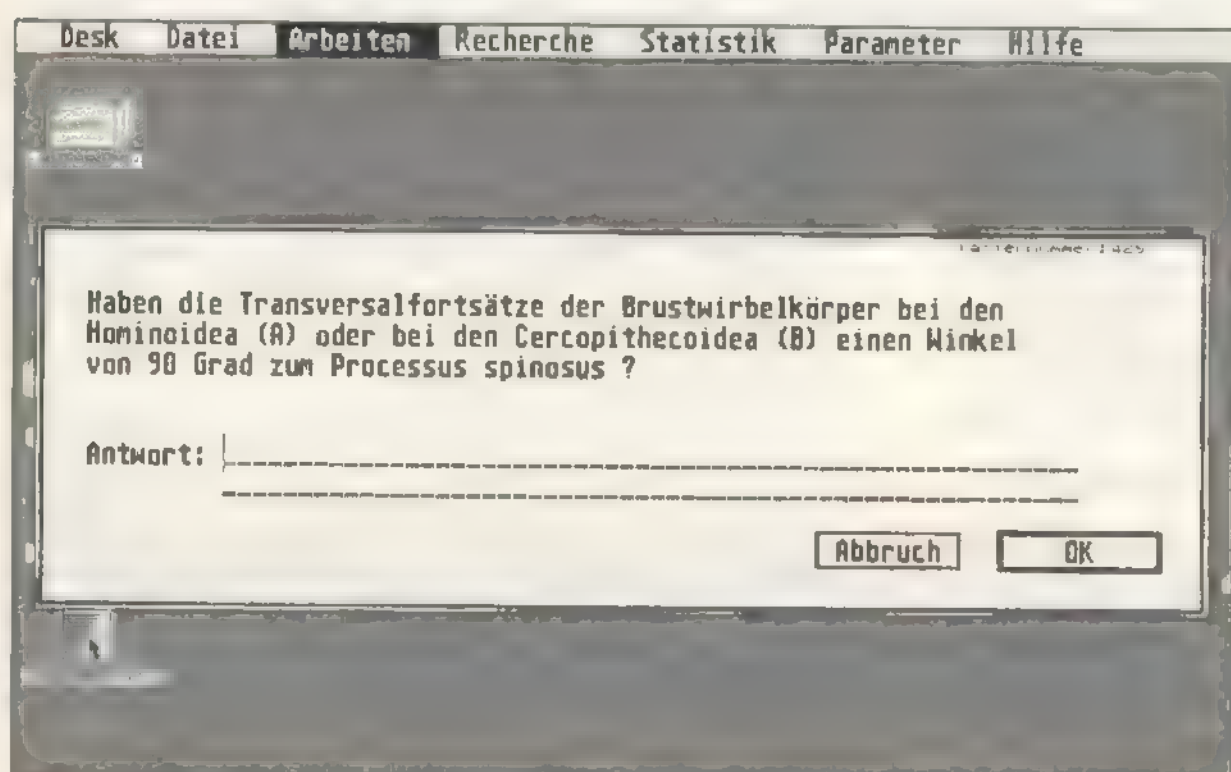 Desk Datei Arbeiten Recherche Statistik Parameter Hilfe
Haben die Transversalfortsätze der Brustwirbelkörper bei den
Hominoidea (A) oder bei den Cercopithecoidea (B) einen Winkel
von 90 Grad zum Processus spinosus ?
Antwort:
Abbruch OK